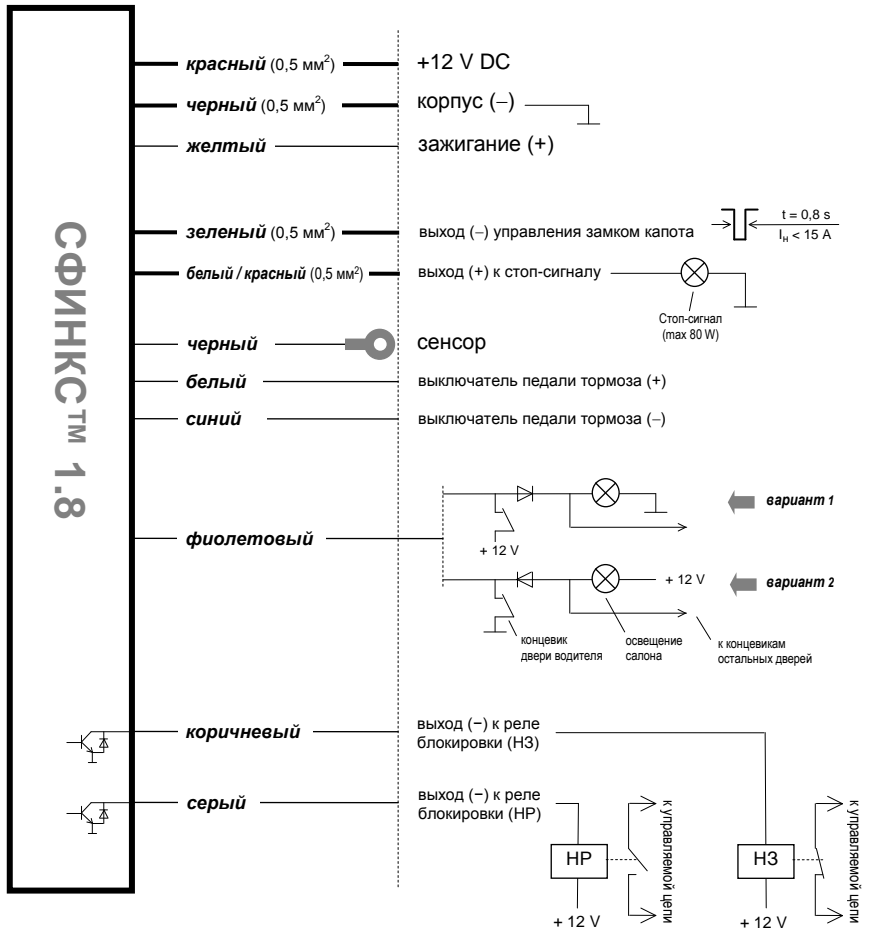 СФИНКС™ 1.8
красный (0,5 мм²)
+12 V DC
черный (0,5 мм²)
корпус (–)
желтый
зажигание (+)
зеленый (0,5 мм²)
выход (–) управления замком капота
t = 0,8 s
Iн < 15 A
белый / красный (0,5 мм²)
выход (+) к стоп-сигналу
Стоп-сигнал
(max 80 W)
черный
сенсор
белый
выключатель педали тормоза (+)
синий
выключатель педали тормоза (–)
фиолетовый
вариант 1
+ 12 V
+ 12 V
вариант 2
концевик
двери водителя
освещение
салона
к концевикам
остальных дверей
коричневый
выход (–) к реле
блокировки (НЗ)
серый
выход (–) к реле
блокировки (НР)
НР
к управляемой цепи
НЗ
к управляемой цепи
+ 12 V
+ 12 V